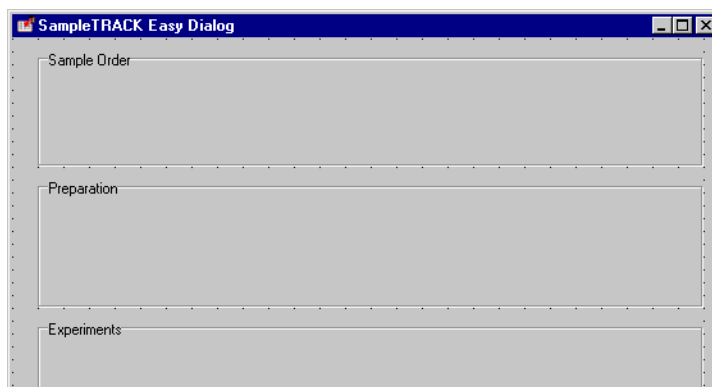 SampleTRACK Easy Dialog
Sample Order
Preparation
Experiments